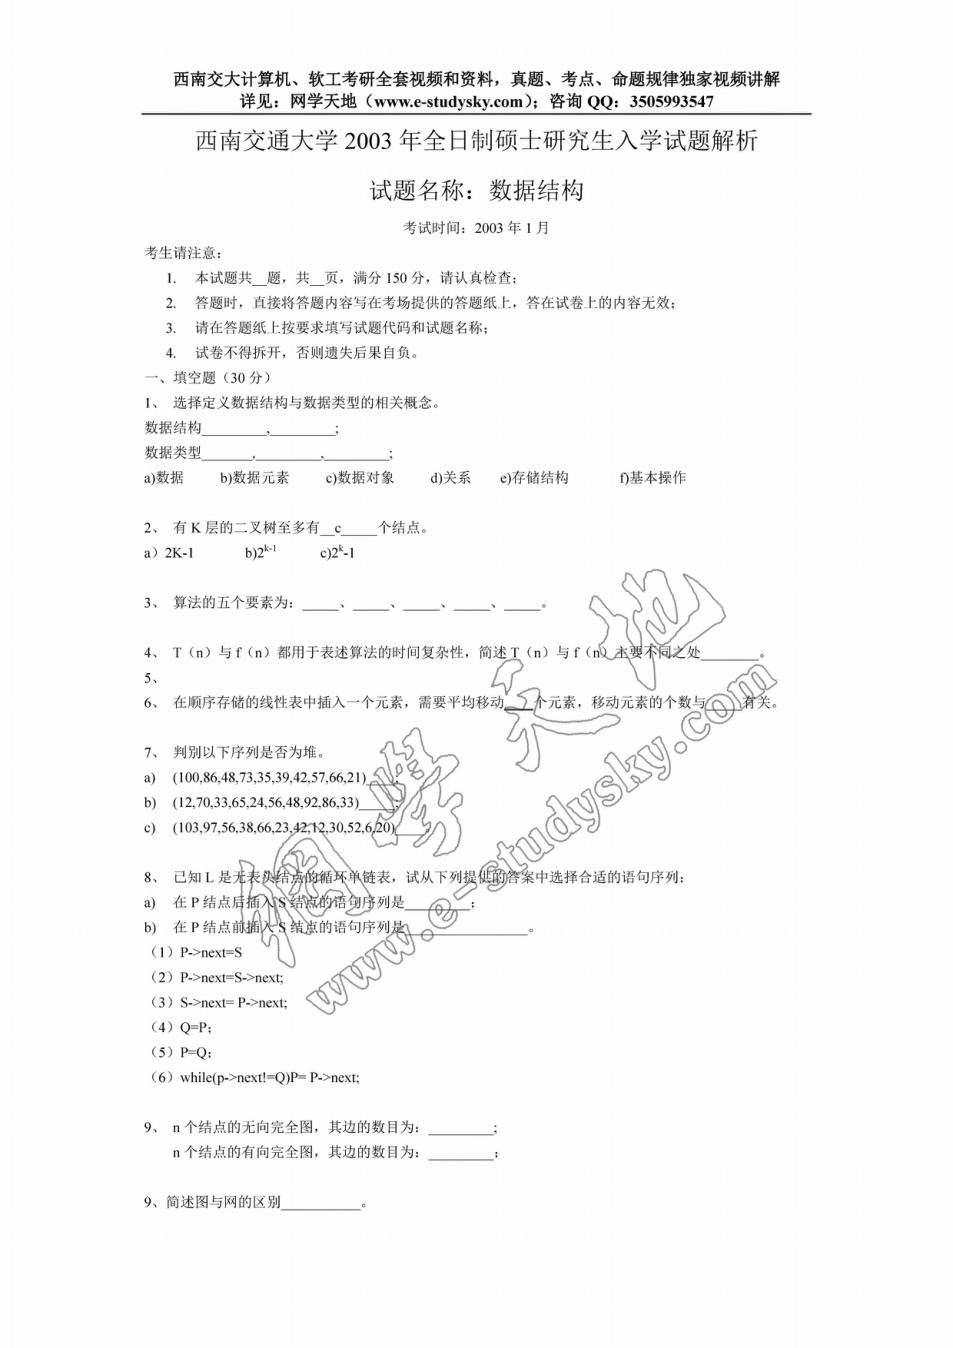 西南交大计算机、软工考研全套视频和资料，真题、考点、命题规律独家视频讲解
详见：网学天地（www.e-studysky.com）；咨询 QQ：3505993547
西南交通大学 2003 年全日制硕士研究生入学试题解析
试题名称：数据结构
考试时间：2003 年 1 月
考生请注意：
1. 本试题共__题，共__页，满分 150 分，请认真检查；
2. 答题时，直接将答题内容写在考场提供的答题纸上，答在试卷上的内容无效；
3. 请在答题纸上按要求填写试题代码和试题名称；
4. 试卷不得拆开，否则遗失后果自负。
一、填空题（30 分）
1、 选择定义数据结构与数据类型的相关概念。
数据结构_________,_________;
数据类型_______,_________,_________;
a)数据 b)数据元素 c)数据对象 d)关系 e)存储结构 f)基本操作
2、 有 K 层的二叉树至多有__c_____个结点。
a）2K-1 b)2^{k-1} c)2^k-1
3、 算法的五个要素为：_____、_____、_____、_____、_____。
4、 T（n）与 f（n）都用于表述算法的时间复杂性，简述 T（n）与 f（n）主要不同之处________。
5、
6、 在顺序存储的线性表中插入一个元素，需要平均移动____个元素，移动元素的个数与_____有关。
7、 判别以下序列是否为堆。
a) (100,86,48,73,35,39,42,57,66,21)____;
b) (12,70,33,65,24,56,48,92,86,33)_____;
c) (103,97,56,38,66,23,42,12,30,52,6,20)____。
8、 已知 L 是无表头结点的循环单链表，试从下列提供的答案中选择合适的语句序列：
a) 在 P 结点后插入 S 结点的语句序列是_________；
b) 在 P 结点前插入 S 结点的语句序列是_________________。
（1）P->next=S
（2）P->next=S->next;
（3）S->next= P->next;
（4）Q=P；
（5）P=Q；
（6）while(p->next!=Q)P= P->next;
9、 n 个结点的无向完全图，其边的数目为：_________;
n 个结点的有向完全图，其边的数目为：_________；
9、简述图与网的区别___________。
網學天地
www.e-studysky.com